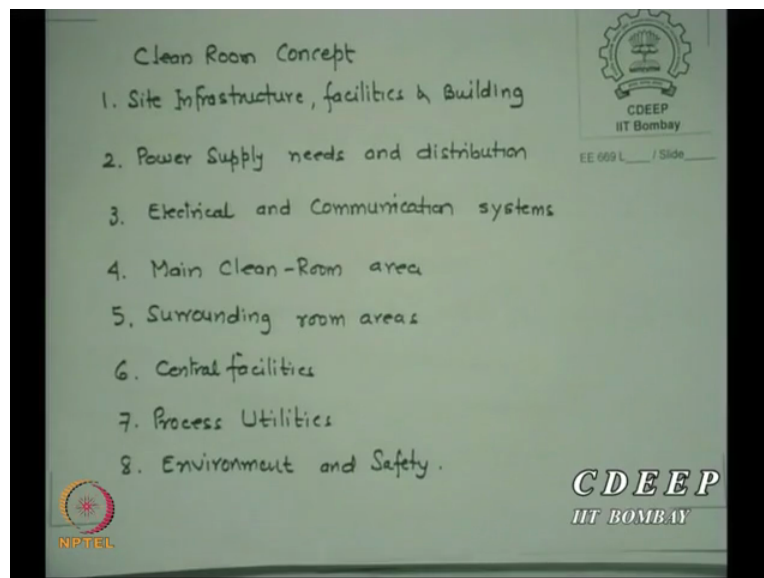 Clean Room Concept
1. Site Infrastructure, facilities & Building
2. Power Supply needs and distribution
3. Electrical and Communication systems
4. Main Clean-Room area
5. Surrounding room areas
6. Central facilities
7. Process Utilities
8. Environment and Safety.
CDEEP
IIT Bombay
EE 669 L___ / Slide____
CDEEP
IIT BOMBAY
NPTEL